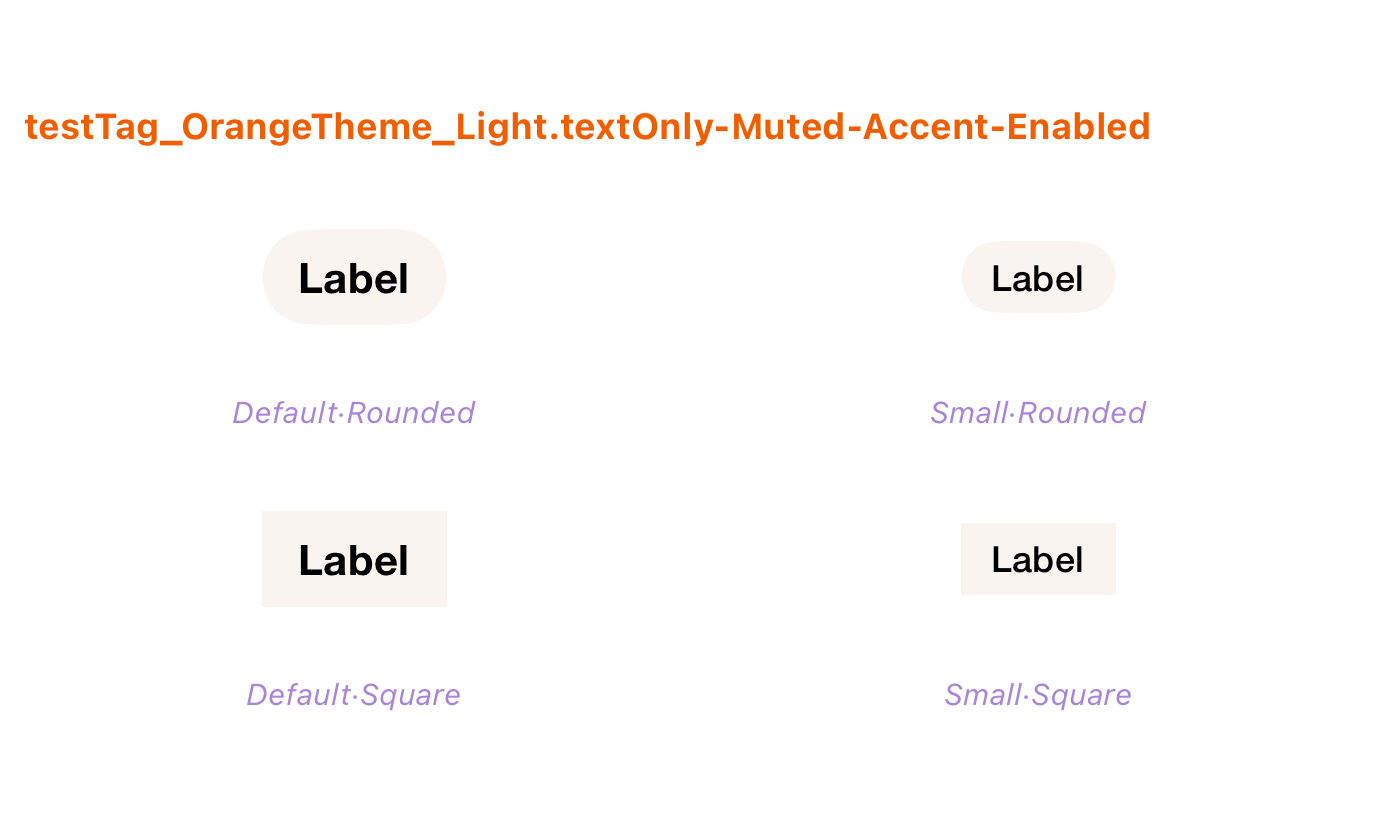 testTag_OrangeTheme_Light.textOnly-Muted-Accent-Enabled
Label Label
Default·Rounded Small·Rounded
Label Label
Default·Square Small·Square